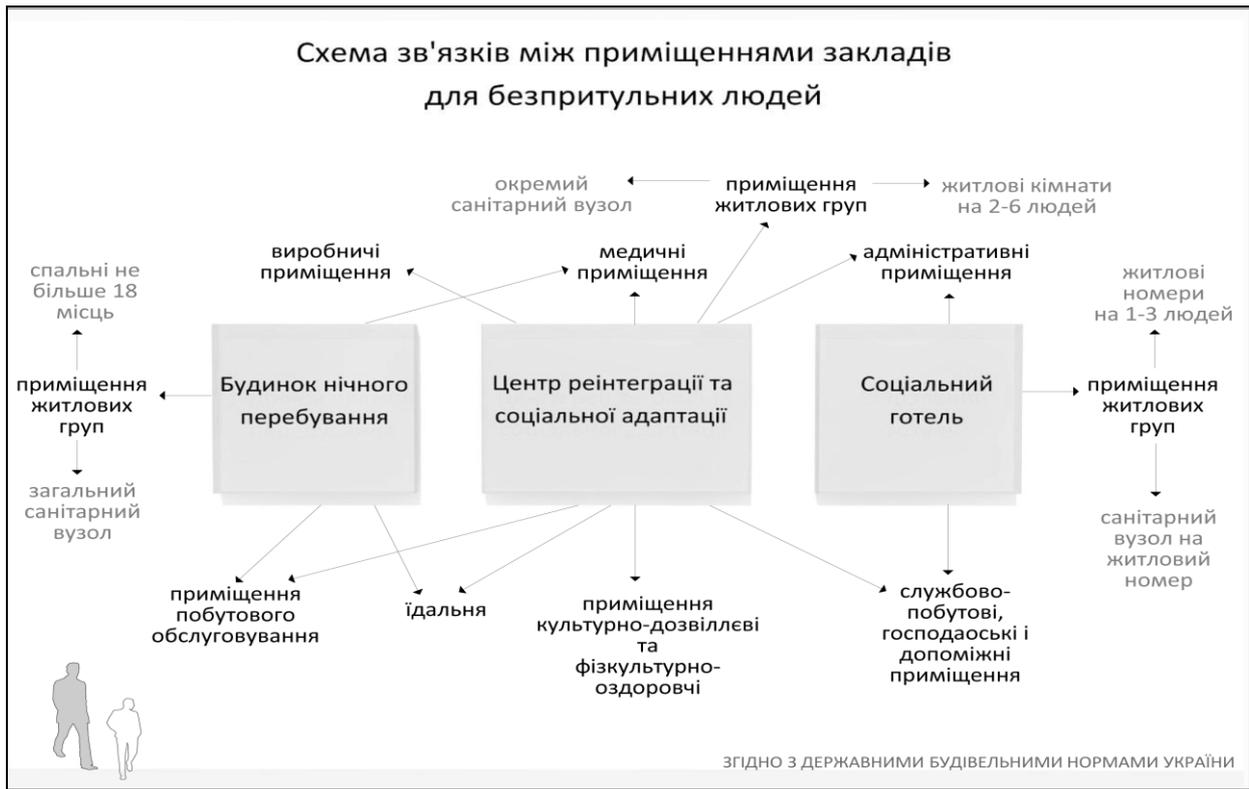 Схема зв'язків між приміщеннями закладів
для безпритульних людей
окремий
санітарний вузол
приміщення
житлових груп
житлові кімнати
на 2-6 людей
виробничі
приміщення
медичні
приміщення
адміністративні
приміщення
спальні не
більше 18
місць
житлові
номери
на 1-3 людей
приміщення
житлових
груп
Будинок нічного
перебування
Центр реінтеграції та
соціальної адаптації
Соціальний
готель
приміщення
житлових
груп
загальний
санітарний
вузол
санітарний
вузол на
житловий
номер
приміщення
побутового
обслуговування
їдальня
приміщення
культурно-дозвіллєві
та
фізкультурно-
оздоровчі
службово-
побутові,
господаоські і
допоміжні
приміщення
ЗГІДНО З ДЕРЖАВНИМИ БУДІВЕЛЬНИМИ НОРМАМИ УКРАЇНИ